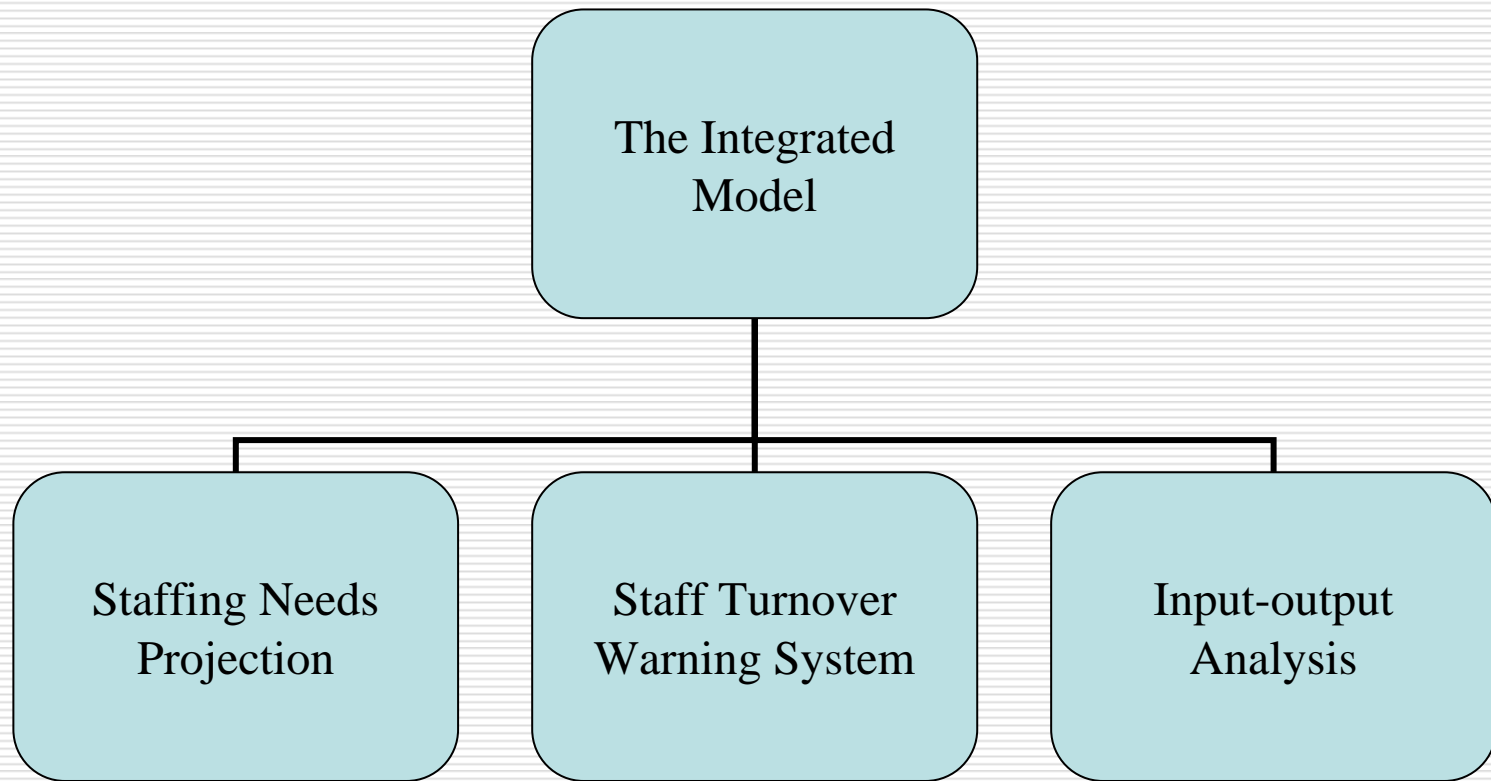 The Integrated
Model
Staffing Needs
Projection
Staff Turnover
Warning System
Input-output
Analysis